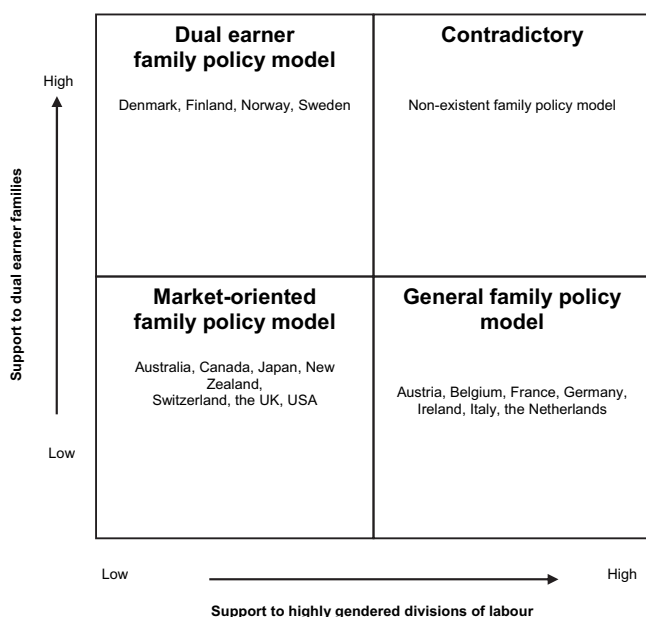 Dual earner
family policy model
Contradictory
High
Denmark, Finland, Norway, Sweden
Non-existent family policy model
Support to dual earner families
Market-oriented
family policy model
General family policy
model
Australia, Canada, Japan, New
Zealand,
Switzerland, the UK, USA
Austria, Belgium, France, Germany,
Ireland, Italy, the Netherlands
Low
Low
High
Support to highly gendered divisions of labour